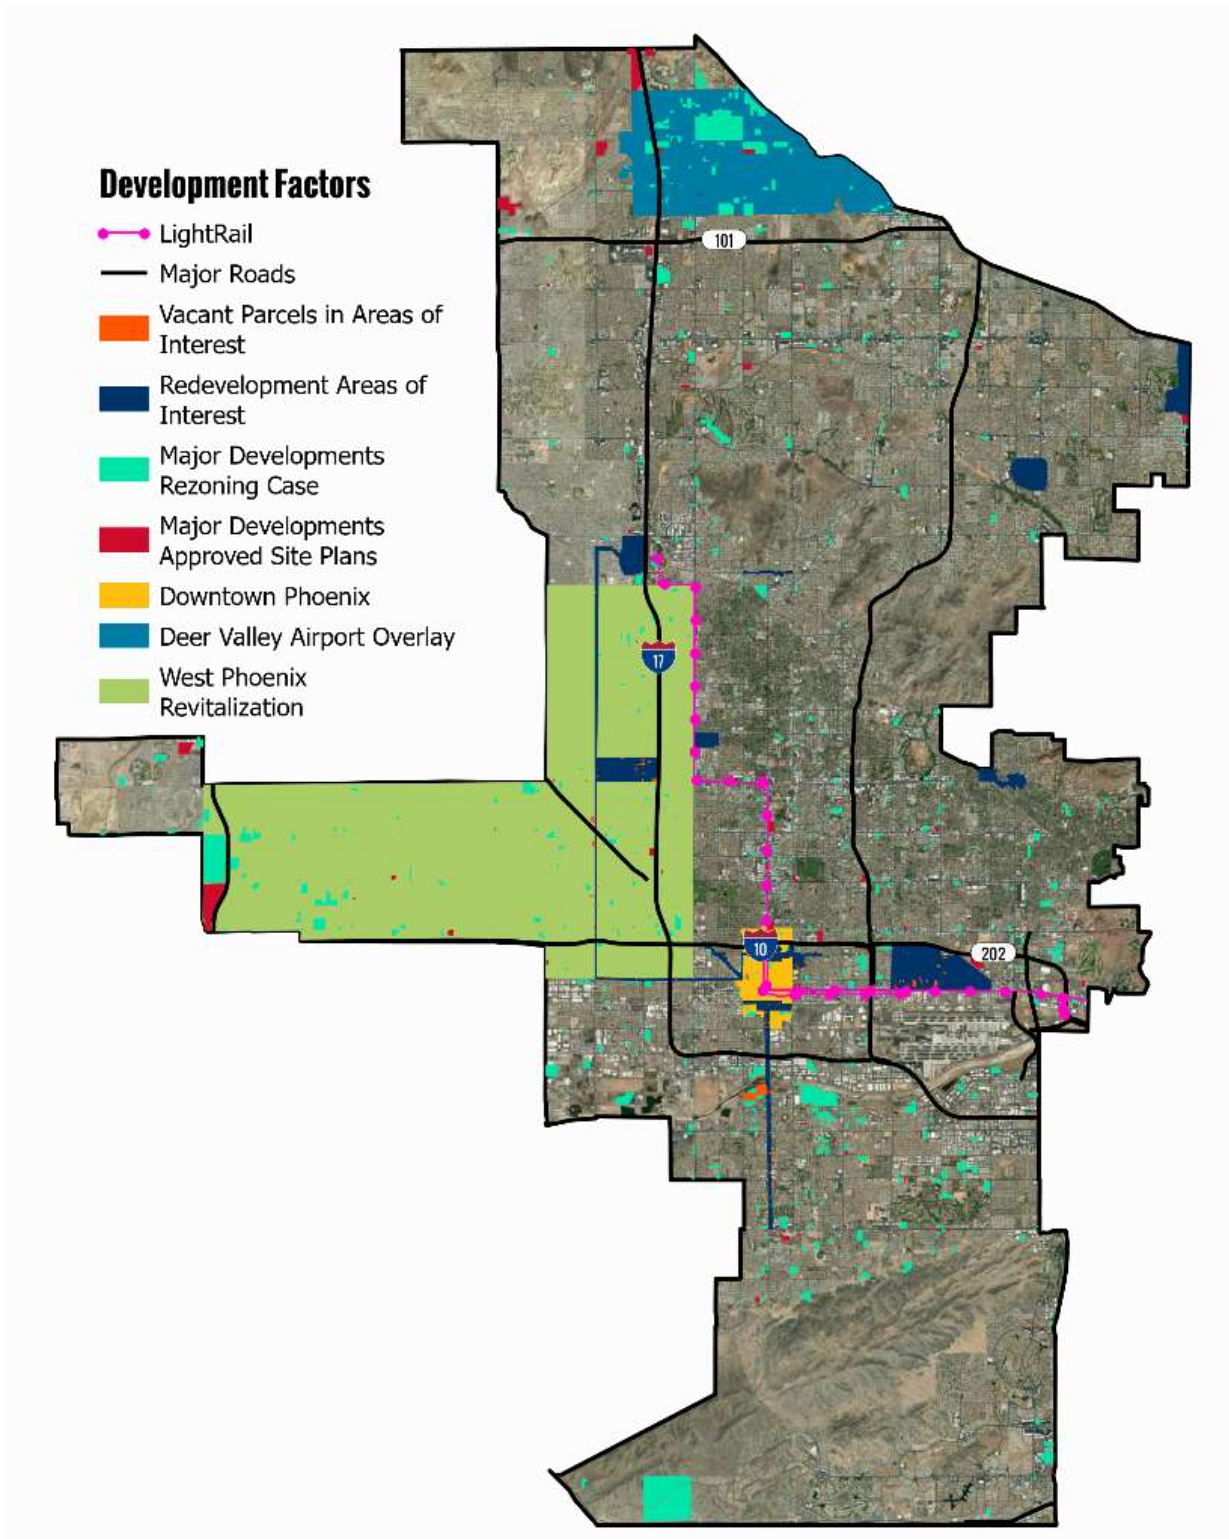 Development Factors
LightRail
Major Roads
Vacant Parcels in Areas of
Interest
Redevelopment Areas of
Interest
Major Developments
Rezoning Case
Major Developments
Approved Site Plans
Downtown Phoenix
Deer Valley Airport Overlay
West Phoenix
Revitalization
101
17
10
202